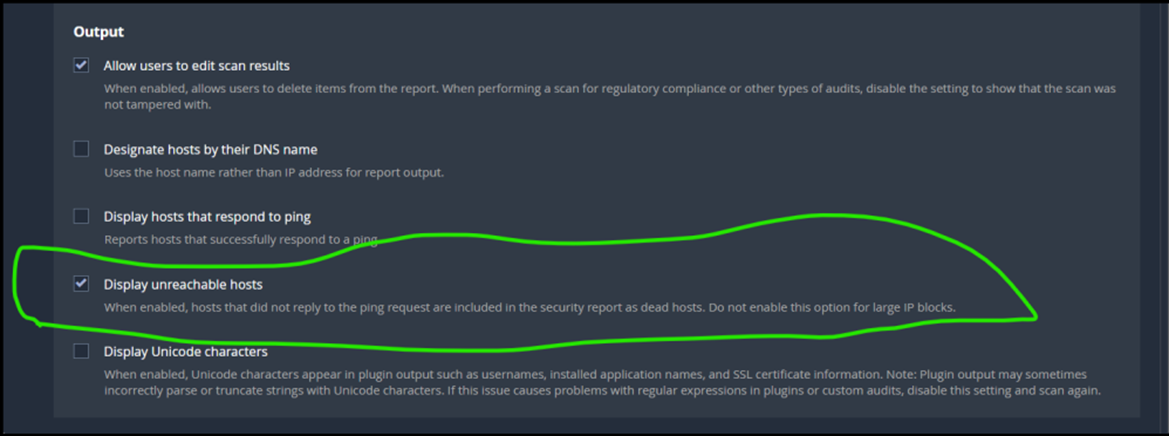 Output
Allow users to edit scan results
When enabled, allows users to delete items from the report. When performing a scan for regulatory compliance or other types of audits, disable the setting to show that the scan was
not tampered with.
Designate hosts by their DNS name
Uses the host name rather than IP address for report output.
Display hosts that respond to ping
Reports hosts that successfully respond to a ping.
Display unreachable hosts
When enabled, hosts that did not reply to the ping request are included in the security report as dead hosts. Do not enable this option for large IP blocks.
Display Unicode characters
When enabled, Unicode characters appear in plugin output such as usernames, installed application names, and SSL certificate information. Note: Plugin output may sometimes
incorrectly parse or truncate strings with Unicode characters. If this issue causes problems with regular expressions in plugins or custom audits, disable this setting and scan again.